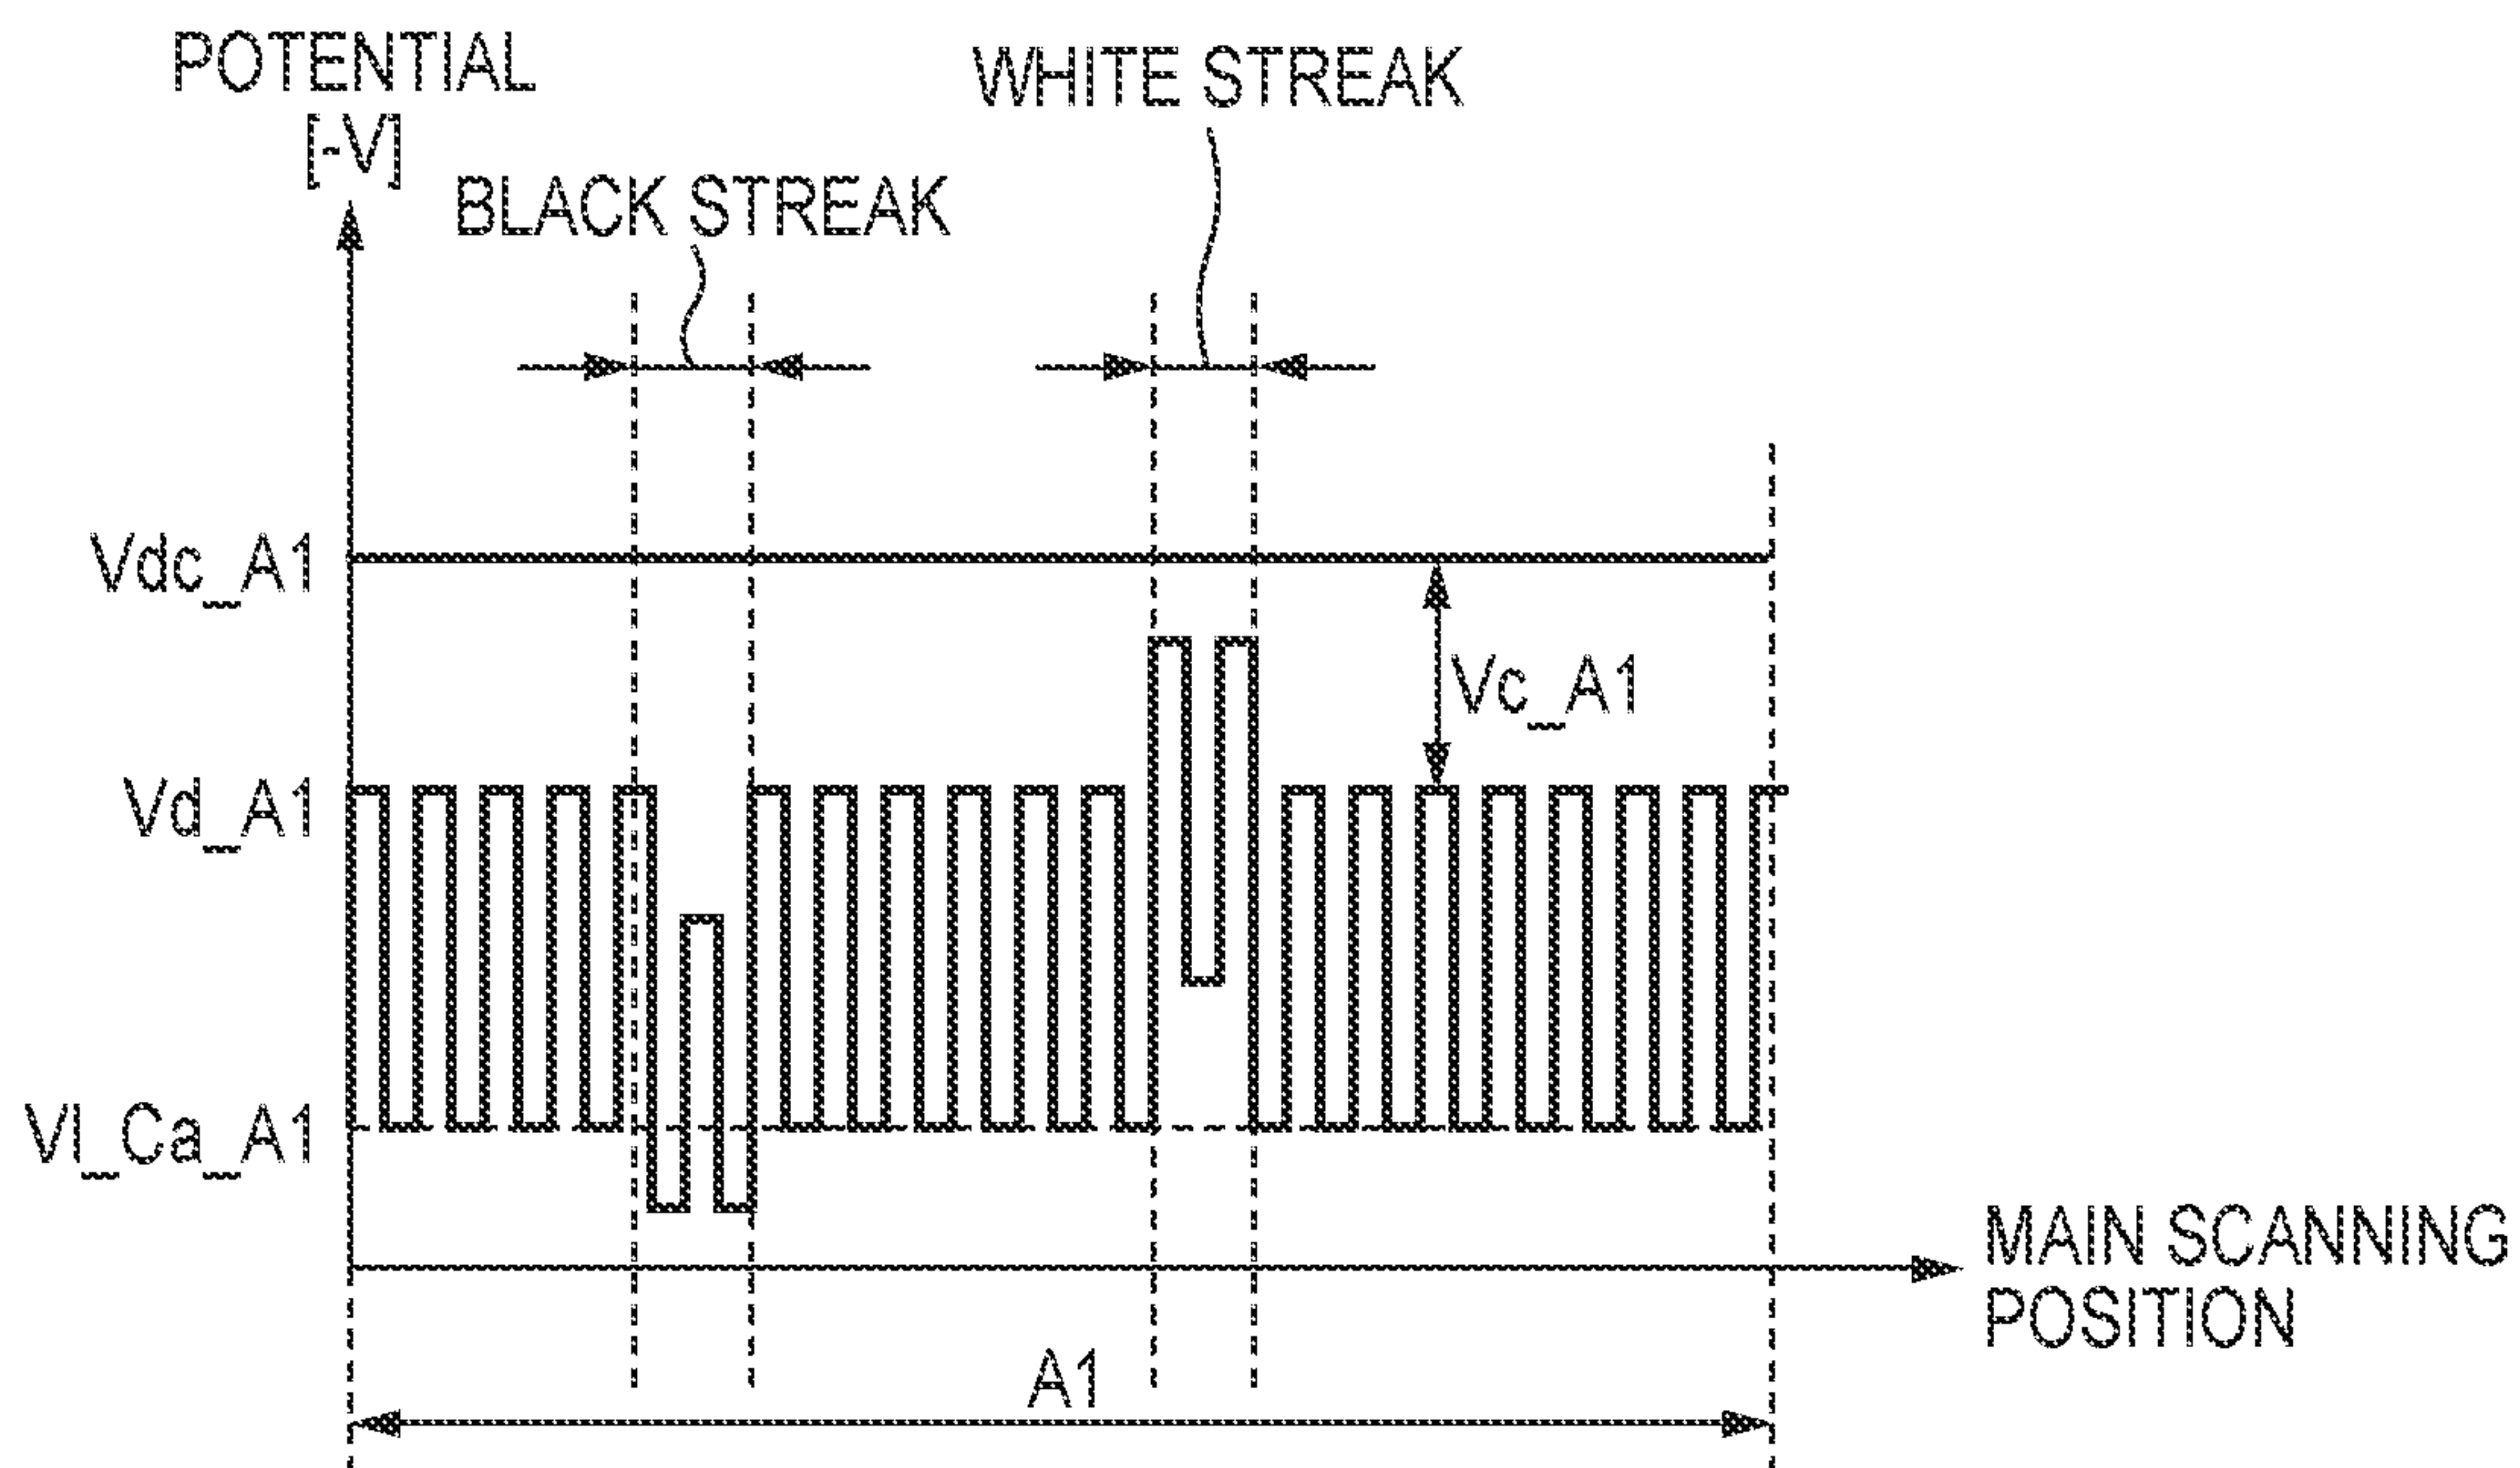 POTENTIAL
[-V]
WHITE STREAK
BLACK STREAK
Vdc_A1
Vc_A1
Vd_A1
Vl_Ca_A1
MAIN SCANNING
POSITION
A1